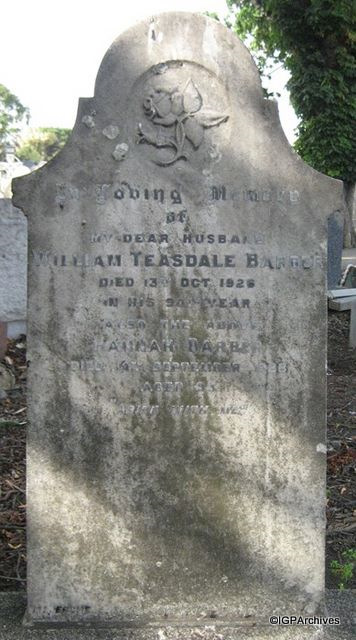 In Loving Memory
of
MY DEAR HUSBAND
WILLIAM TEASDALE BARBER
DIED 13TH OCT. 1926
IN HIS YEAR
ALSO THE ABOVE
HANNAH BARBER
DIED SEPTEMBER
AGED
©IGPArchives